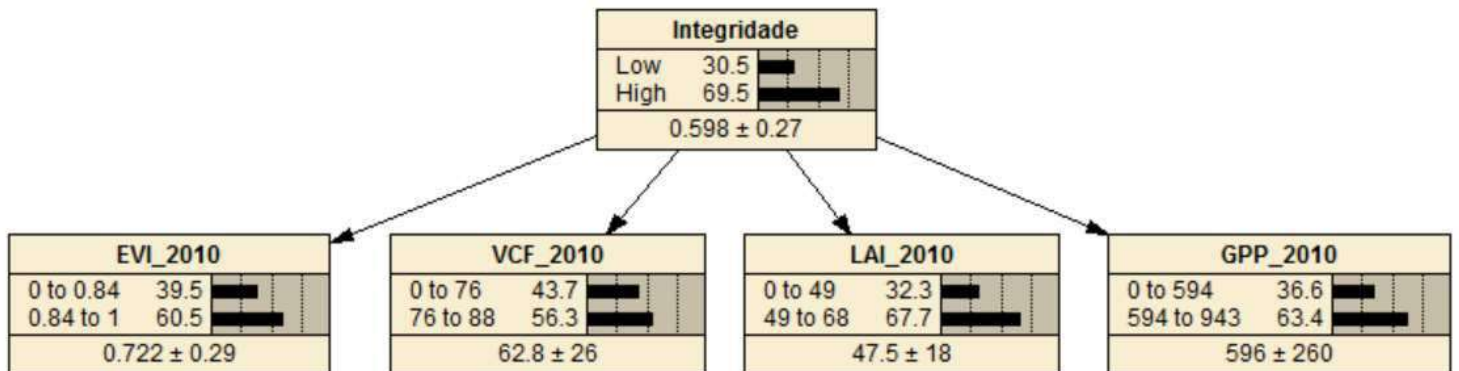 Integridade
Low 30.5
High 69.5
0.598 ± 0.27
EVI_2010
0 to 0.84 39.5
0.84 to 1 60.5
0.722 ± 0.29
VCF_2010
0 to 76 43.7
76 to 88 56.3
62.8 ± 26
LAI_2010
0 to 49 32.3
49 to 68 67.7
47.5 ± 18
GPP_2010
0 to 594 36.6
594 to 943 63.4
596 ± 260